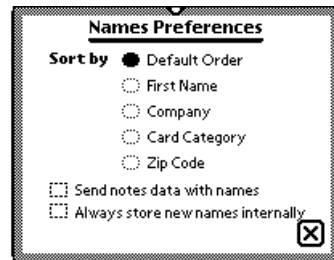 Names Preferences
Sort by Default Order
First Name
Company
Card Category
Zip Code
Send notes data with names
Always store new names internally